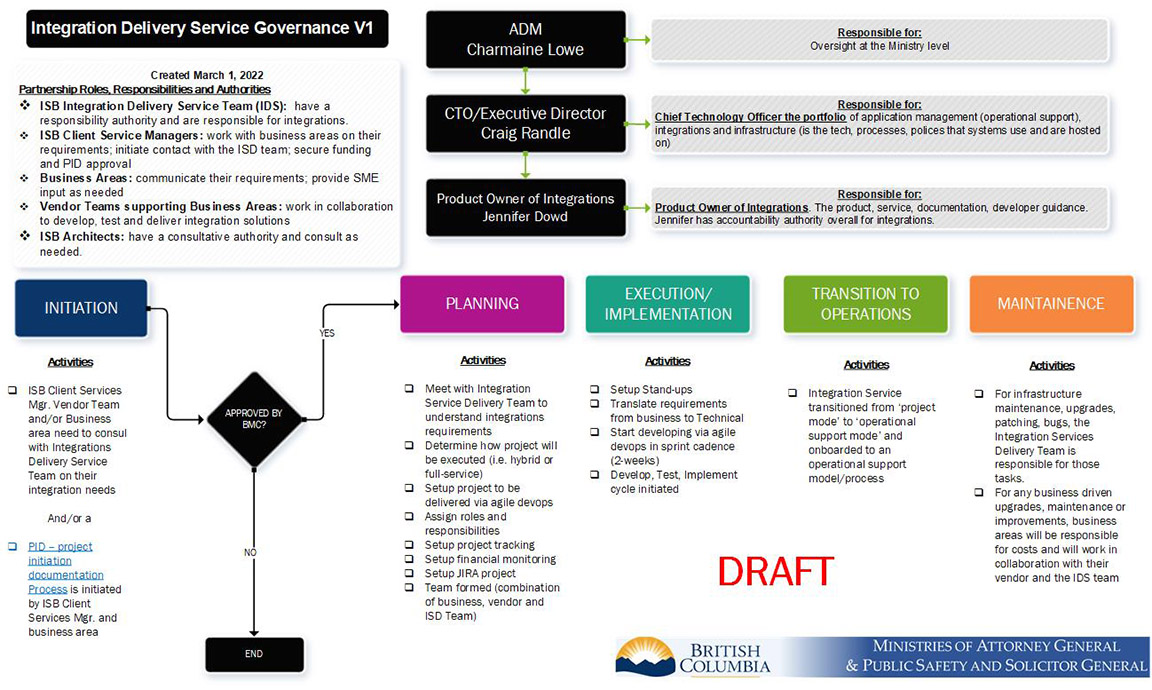 Integration Delivery Service Governance V1
Created March 1, 2022
Partnership Roles, Responsibilities and Authorities
❖ ISB Integration Delivery Service Team (IDS): have a
responsibility authority and are responsible for integrations.
❖ ISB Client Service Managers: work with business areas on their
requirements; initiate contact with the ISD team; secure funding
and PID approval
❖ Business Areas: communicate their requirements; provide SME
input as needed
❖ Vendor Teams supporting Business Areas: work in collaboration
to develop, test and deliver integration solutions
❖ ISB Architects: have a consultative authority and consult as
needed.
ADM
Charmaine Lowe
Responsible for:
Oversight at the Ministry level
CTO/Executive Director
Craig Randle
Responsible for:
Chief Technology Officer the portfolio of application management (operational support),
integrations and infrastructure (is the tech, processes, polices that systems use and are hosted
on)
Product Owner of Integrations
Jennifer Dowd
Responsible for:
Product Owner of Integrations. The product, service, documentation, developer guidance.
Jennifer has accountability authority overall for integrations.
INITIATION
Activities
❑ ISB Client Services
Mgr. Vendor Team
and/or Business
area need to consul
with Integrations
Delivery Service
Team on their
integration needs
And/or a
❑ PID – project
initiation
documentation
Process is initiated
by ISB Client
Services Mgr. and
business area
APPROVED BY
BMC?
YES
NO
END
PLANNING
Activities
❑ Meet with Integration
Service Delivery Team to
understand integrations
requirements
❑ Determine how project will
be executed (i.e. hybrid or
full-service)
❑ Setup project to be
delivered via agile devops
❑ Assign roles and
responsibilities
❑ Setup project tracking
❑ Setup financial monitoring
❑ Setup JIRA project
❑ Team formed (combination
of business, vendor and
ISD Team)
EXECUTION/
IMPLEMENTATION
Activities
❑ Setup Stand-ups
❑ Translate requirements
from business to Technical
❑ Start developing via agile
devops in sprint cadence
(2-weeks)
❑ Develop, Test, Implement
cycle initiated
TRANSITION TO
OPERATIONS
Activities
❑ Integration Service
transitioned from ‘project
mode’ to ‘operational
support mode’ and
onboarded to an
operational support
model/process
MAINTAINENCE
Activities
❑ For infrastructure
maintenance, upgrades,
patching, bugs, the
Integration Services
Delivery Team is
responsible for those
tasks.
❑ For any business driven
upgrades, maintenance or
improvements, business
areas will be responsible
for costs and will work in
collaboration with their
vendor and the IDS team
DRAFT
BRITISH
COLUMBIA
MINISTRIES OF ATTORNEY GENERAL
& PUBLIC SAFETY AND SOLICITOR GENERAL